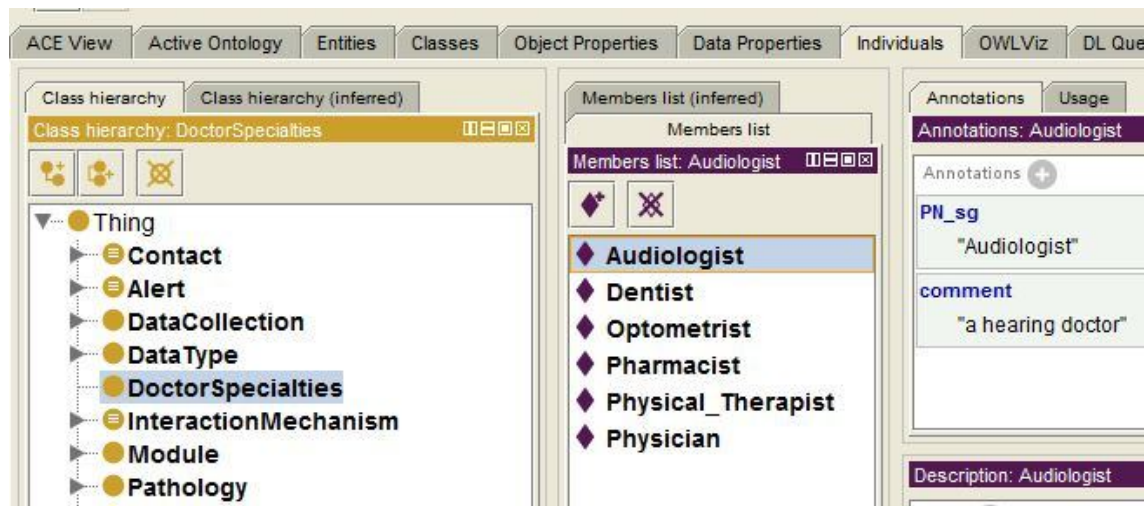 ACE View Active Ontology Entities Classes Object Properties Data Properties Individuals OWLViz DL Que
Class hierarchy Class hierarchy (inferred)
Class hierarchy: DoctorSpecialties
Thing
Contact
Alert
DataCollection
DataType
DoctorSpecialties
InteractionMechanism
Module
Pathology
Members list (inferred)
Members list
Members list: Audiologist
Audiologist
Dentist
Optometrist
Pharmacist
Physical_Therapist
Physician
Annotations Usage
Annotations: Audiologist
Annotations
PN_sg
"Audiologist"
comment
"a hearing doctor"
Description: Audiologist